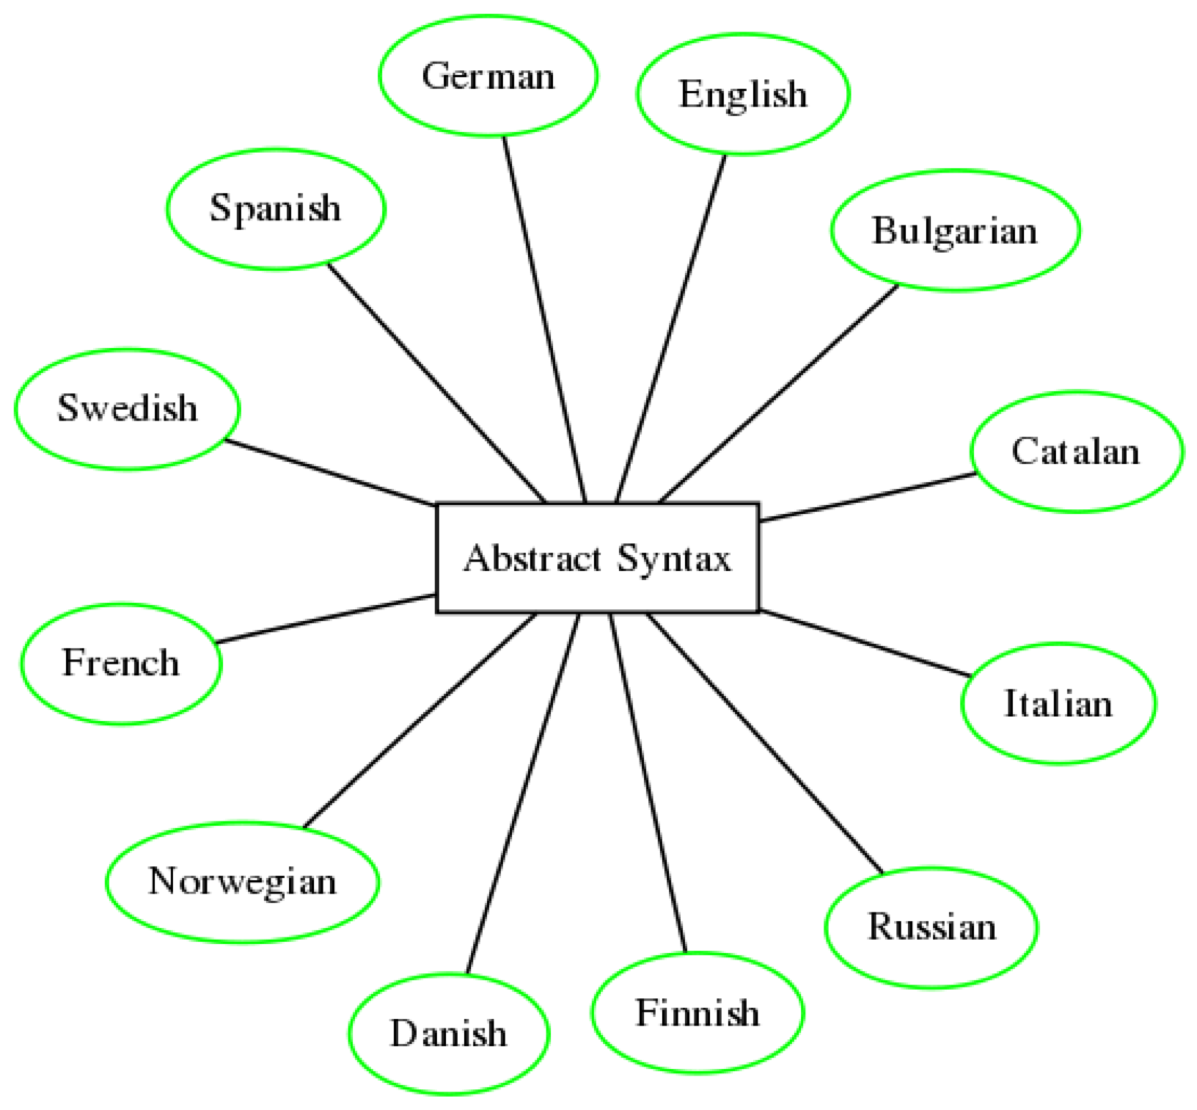 German
English
Spanish
Bulgarian
Swedish
Catalan
Abstract Syntax
French
Italian
Norwegian
Russian
Finnish
Danish